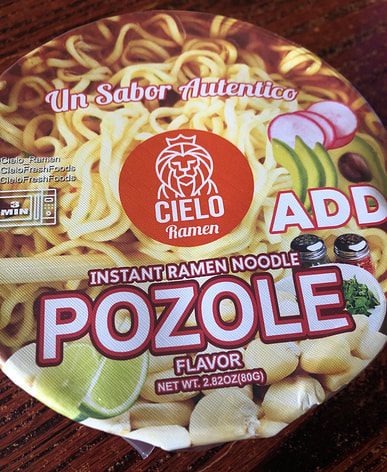 Un Sabor Autentico
Cielo_Ramen
CieloFreshFoods
CieloFreshFoods
3
MIN
CIELO
Ramen
ADD
INSTANT RAMEN NOODLE
POZOLE
FLAVOR
NET WT. 2.82OZ(80G)